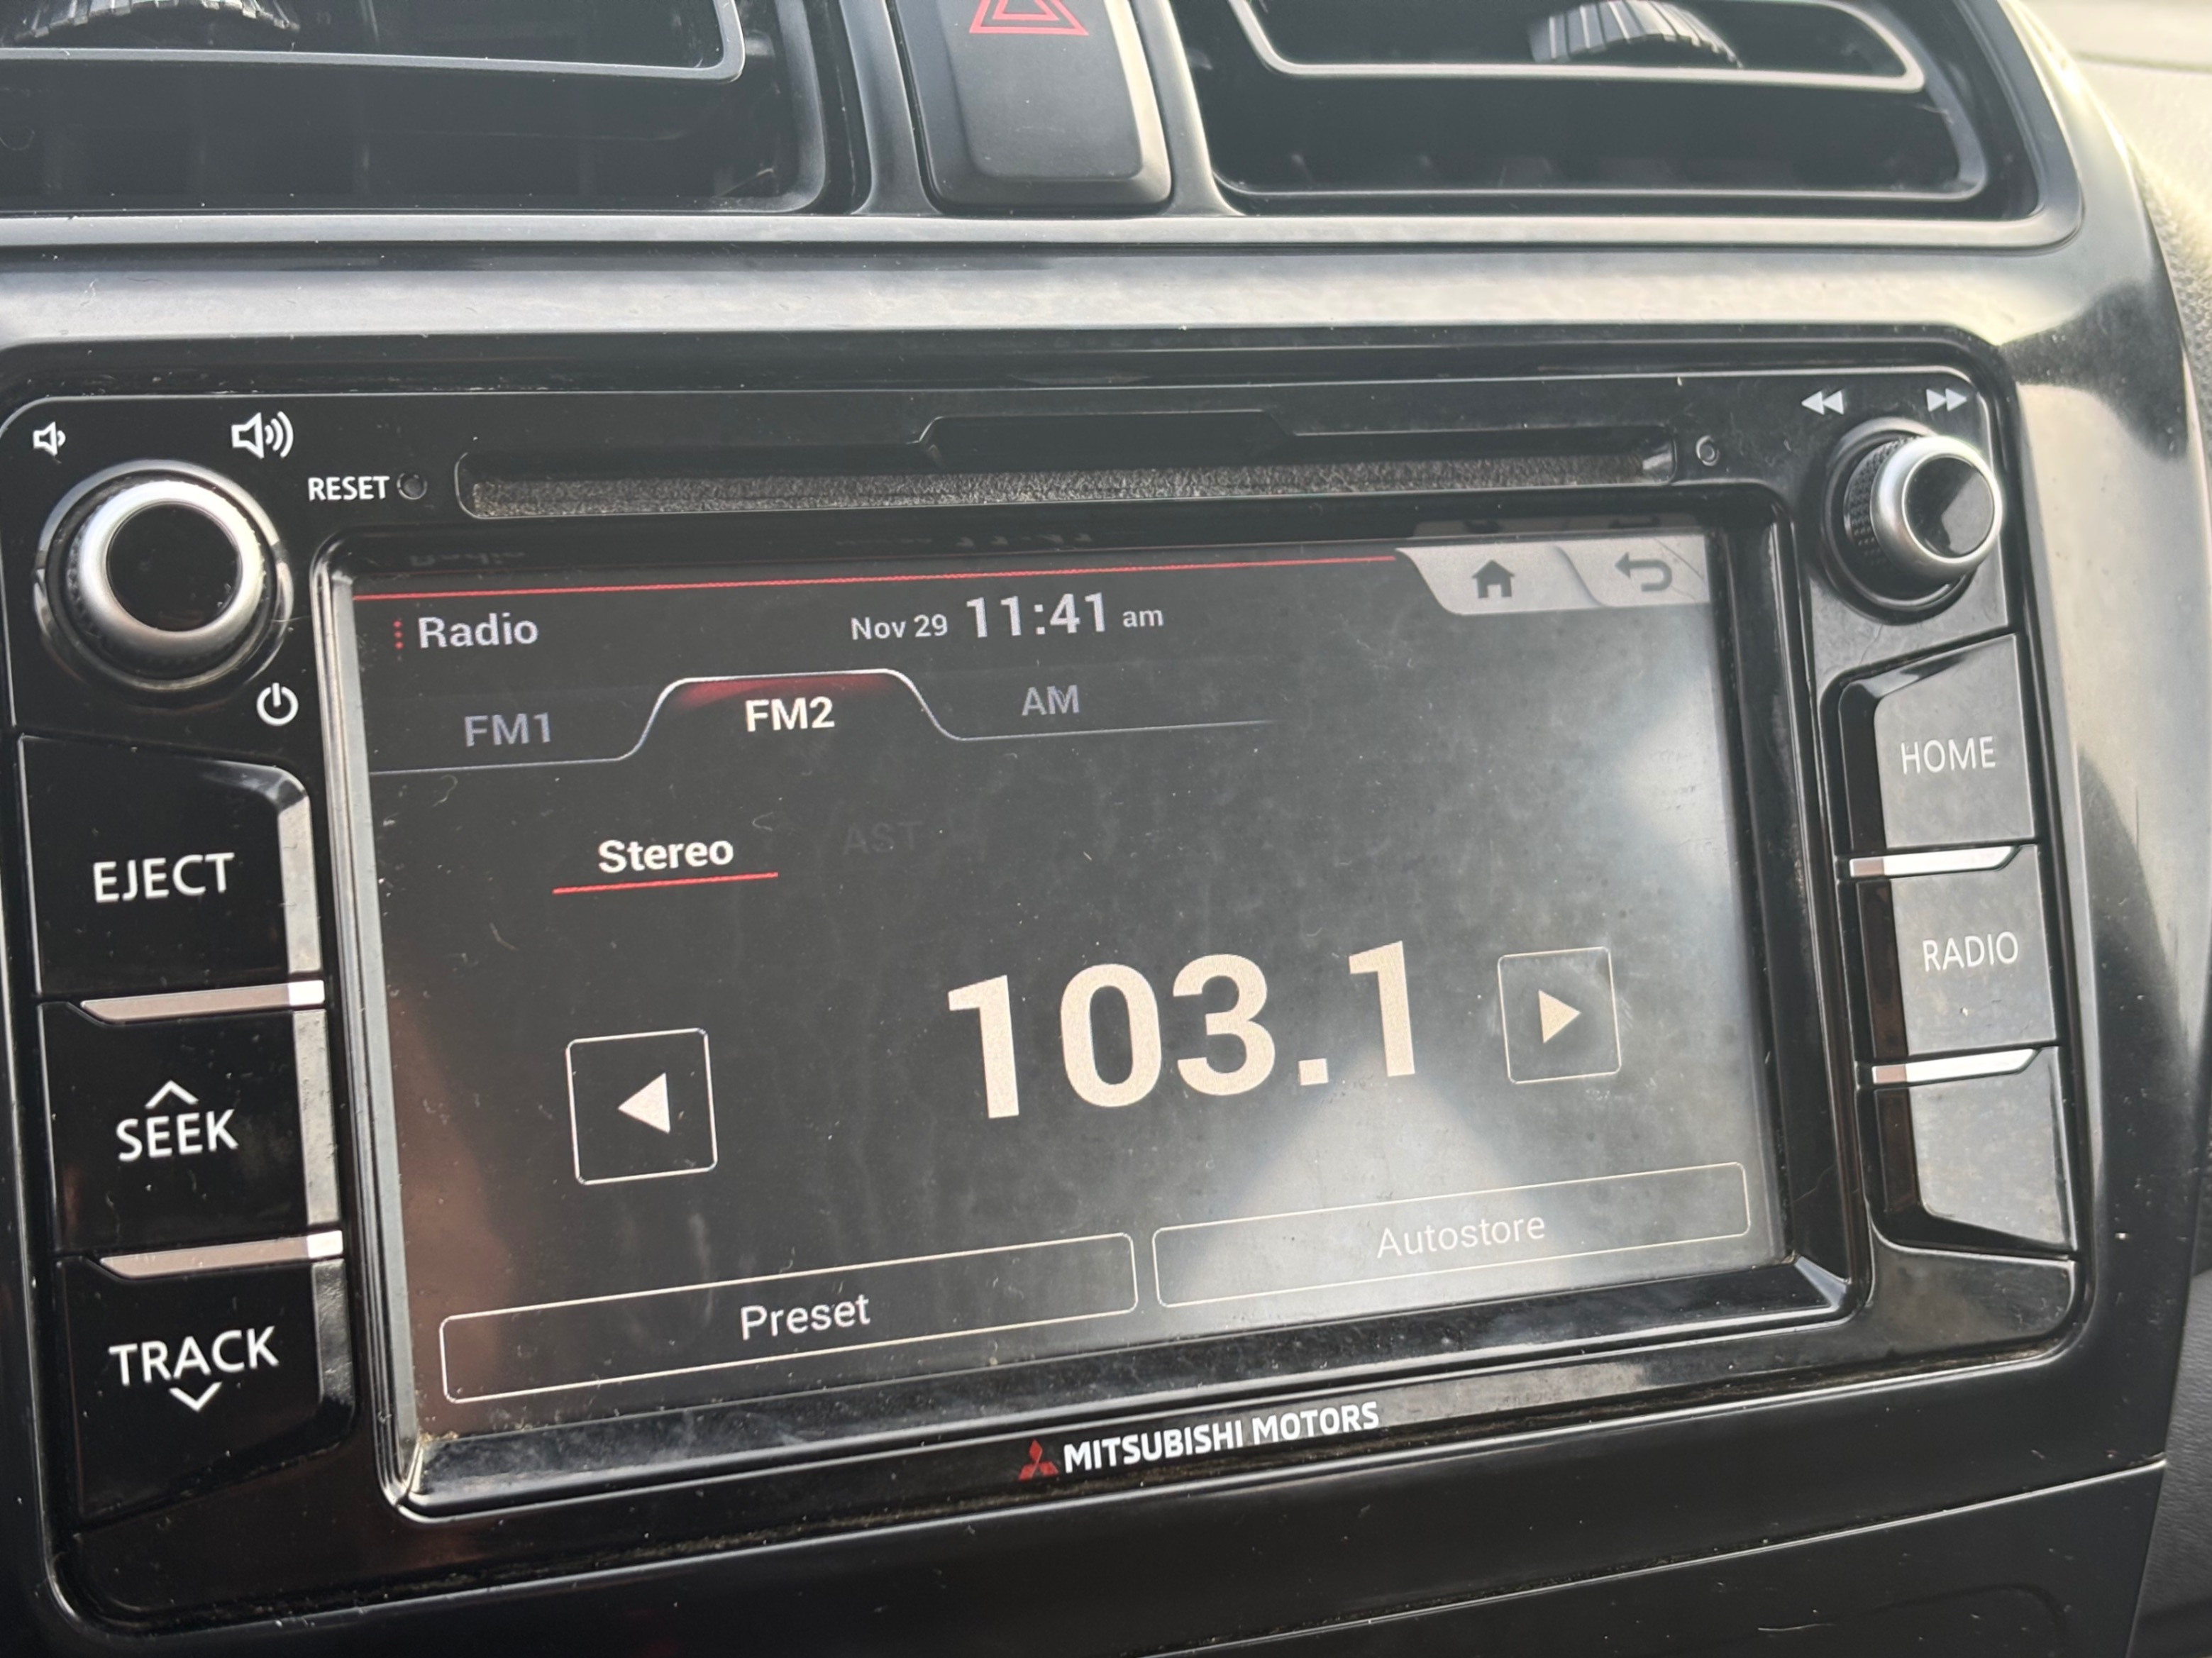 RESET
Radio
Nov 29 11:41 am
FM1
FM2
AM
Stereo
AST
103.1
Preset
Autostore
EJECT
SEEK
TRACK
HOME
RADIO
MITSUBISHI MOTORS